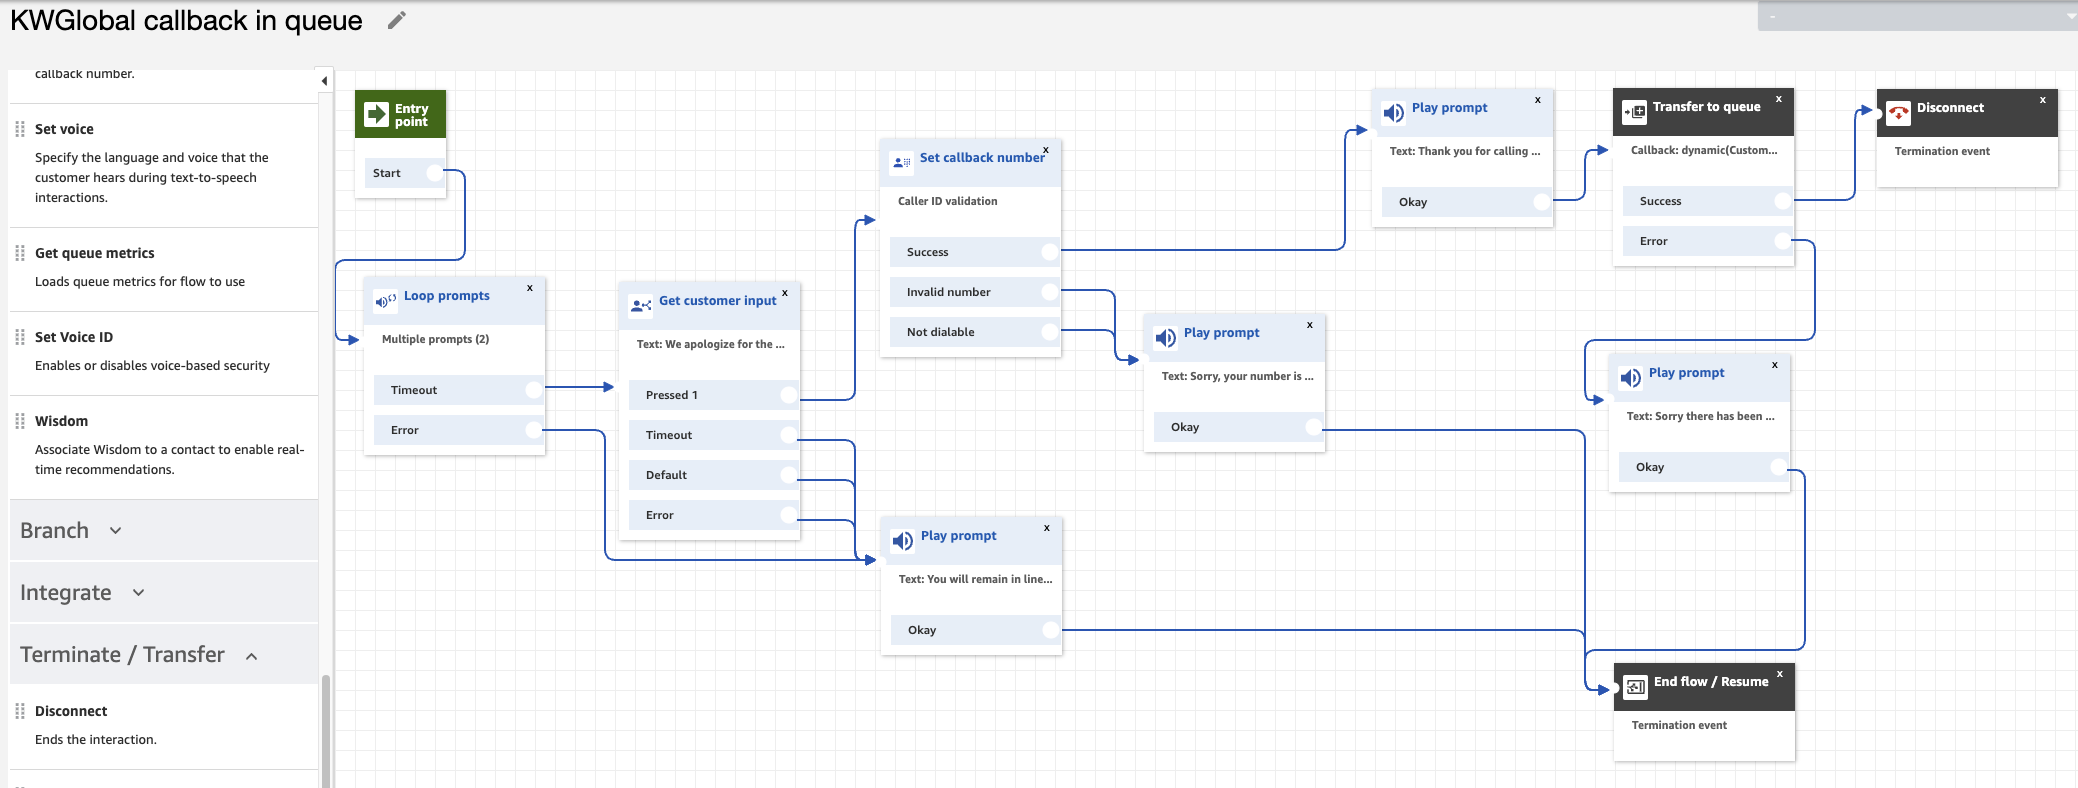 KWGlobal callback in queue
-
callback number.
Set voice
Specify the language and voice that the
customer hears during text-to-speech
interactions.
Get queue metrics
Loads queue metrics for flow to use
Set Voice ID
Enables or disables voice-based security
Wisdom
Associate Wisdom to a contact to enable real-
time recommendations.
Branch
Integrate
Terminate / Transfer
Disconnect
Ends the interaction.
Entry
point
Start
Loop prompts
x
Multiple prompts (2)
Timeout
Error
Get customer input
x
Text: We apologize for the ...
Pressed 1
Timeout
Default
Error
Set callback number
x
Caller ID validation
Success
Invalid number
Not dialable
Play prompt
x
Text: You will remain in line...
Okay
Play prompt
x
Text: Sorry, your number is ...
Okay
Play prompt
x
Text: Thank you for calling ...
Okay
Transfer to queue
x
Callback: dynamic(Custom...
Success
Error
Disconnect
x
Termination event
Play prompt
x
Text: Sorry there has been ...
Okay
End flow / Resume
x
Termination event